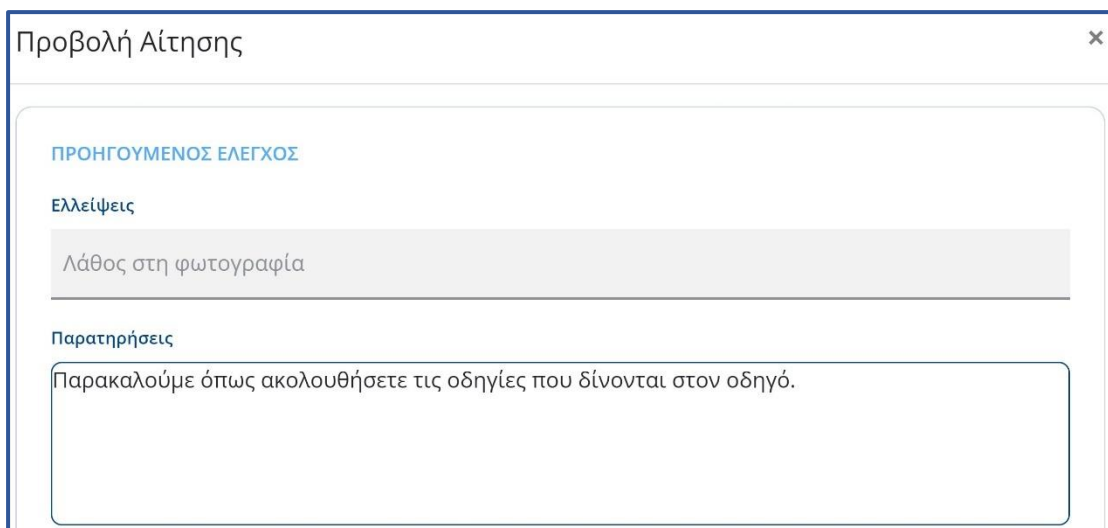 Προβολή Αίτησης ×
ΠΡΟΗΓΟΥΜΕΝΟΣ ΕΛΕΓΧΟΣ
Ελλείψεις
Λάθος στη φωτογραφία
Παρατηρήσεις
Παρακαλούμε όπως ακολουθήσετε τις οδηγίες που δίνονται στον οδηγό.